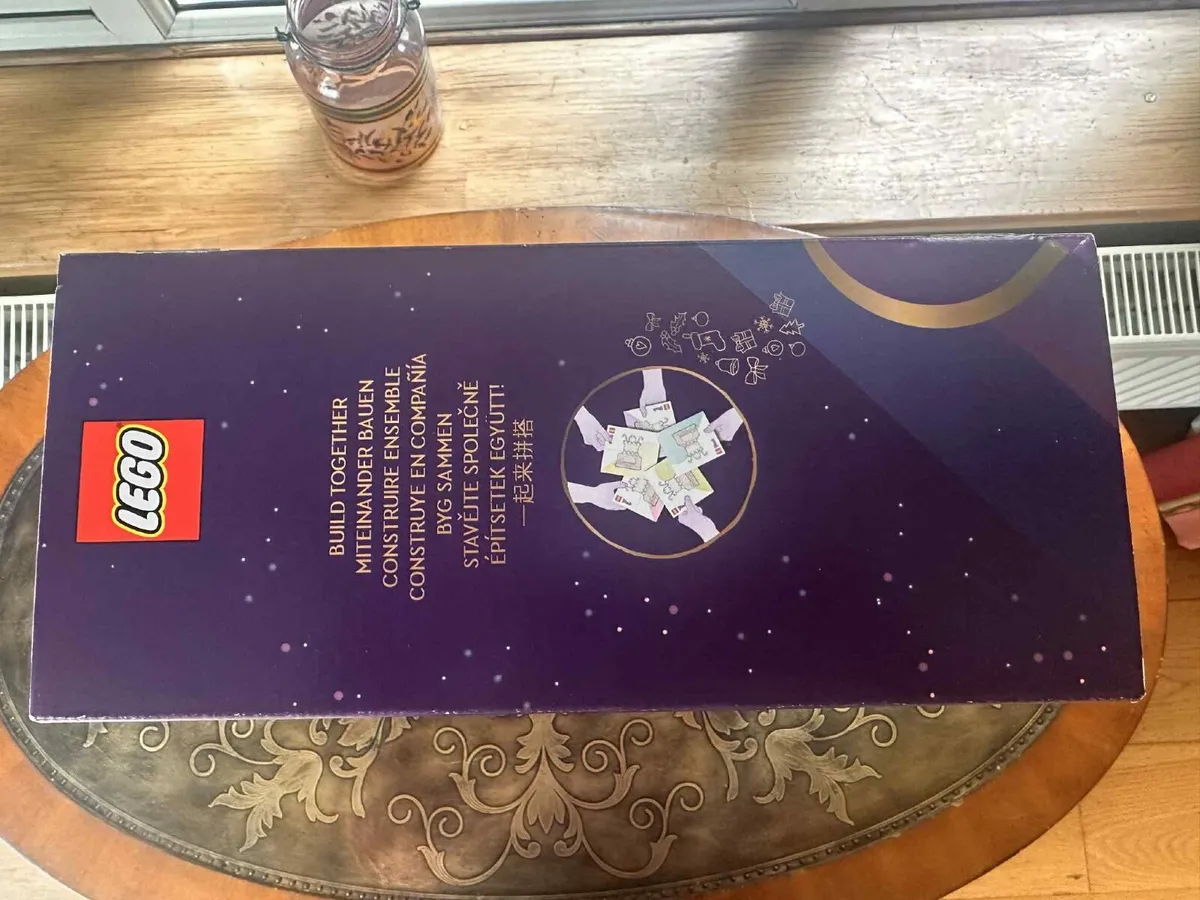 LEGO
BUILD TOGETHER
MITEINANDER BAUEN
CONSTRUIRE ENSEMBLE
CONSTRUYE EN COMPAÑÍA
BYG SAMMEN
STAVĚJTE SPOLEČNĚ
ÉPÍTSETEK EGYÜTT!
一起来拼搭